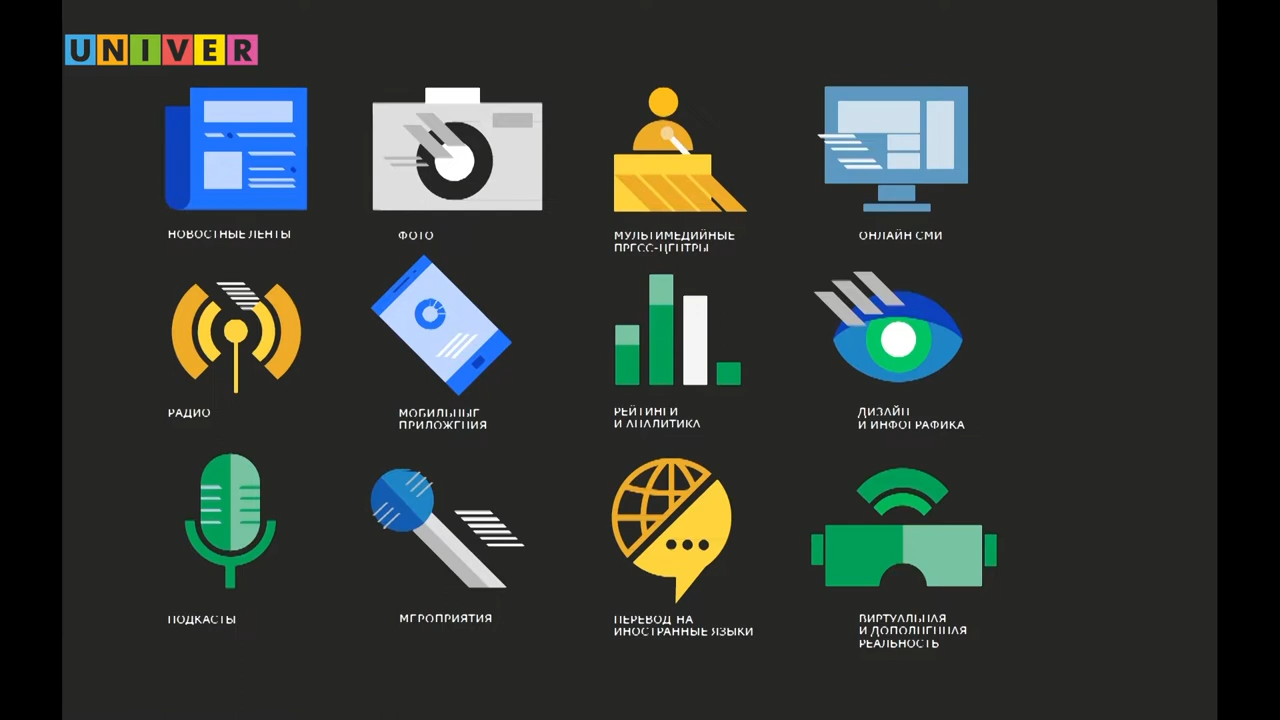 UNIVER
НОВОСТНЫЕ ЛЕНТЫ
ФОТО
МУЛЬТИМЕДИЙНЫЕ
ПРЕСС-ЦЕНТРЫ
ОНЛАЙН СМИ
РАДИО
МОБИЛЬНЫЕ
ПРИЛОЖЕНИЯ
РЕЙТИНГИ
И АНАЛИТИКА
ДИЗАЙН
И ИНФОГРАФИКА
ПОДКАСТЫ
МЕРОПРИЯТИЯ
ПЕРЕВОД НА
ИНОСТРАННЫЕ ЯЗЫКИ
ВИРТУАЛЬНАЯ
И ДОПОЛНЕННАЯ
РЕАЛЬНОСТЬ